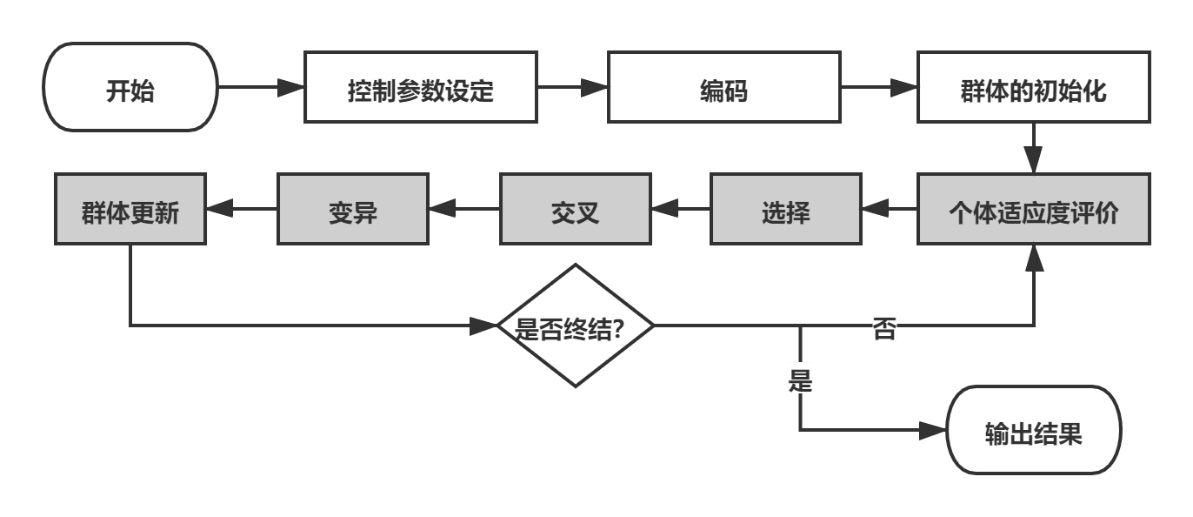 开始
控制参数设定
编码
群体的初始化
群体更新
变异
交叉
选择
个体适应度评价
是否终结?
否
是
输出结果